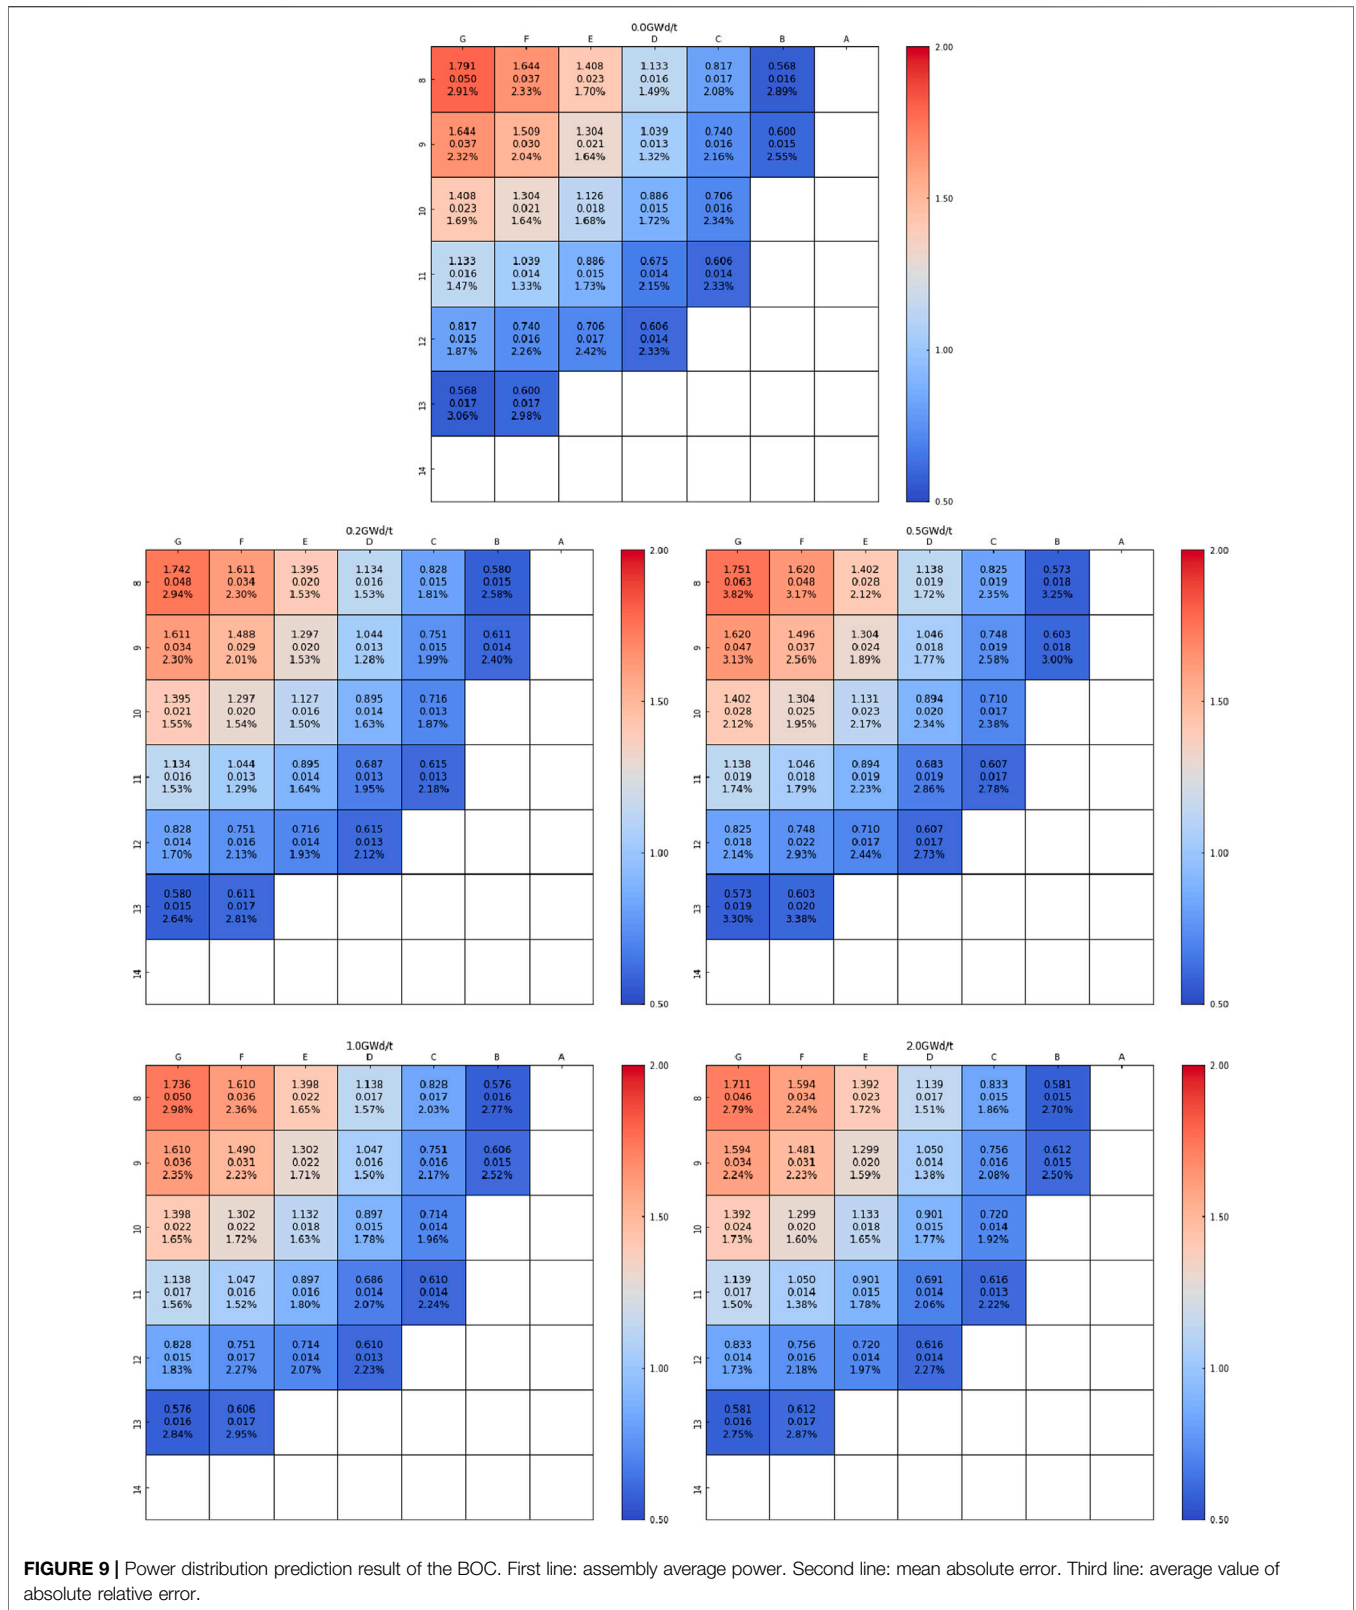 0.0GWd/t
G F E D C B A
2.00
1.791 1.644 1.408 1.133 0.817 0.568
8 0.050 0.037 0.023 0.016 0.017 0.016
2.91% 2.33% 1.70% 1.49% 2.08% 2.89%
1.644 1.509 1.304 1.039 0.740 0.600
9 0.037 0.030 0.021 0.013 0.016 0.015
2.32% 2.04% 1.64% 1.32% 2.16% 2.55%
1.50
1.408 1.304 1.126 0.886 0.706
10 0.023 0.021 0.018 0.015 0.016
1.69% 1.64% 1.68% 1.72% 2.34%
1.133 1.039 0.886 0.675 0.606
11 0.016 0.014 0.015 0.014 0.014
1.47% 1.33% 1.73% 2.15% 2.33%
0.817 0.740 0.706 0.606
12 0.015 0.016 0.017 0.014
1.87% 2.26% 2.42% 2.33%
1.00
0.568 0.600
13 0.017 0.017
3.06% 2.98%
14
0.50
0.2GWd/t
G F E D C B A
2.00
1.742 1.611 1.395 1.134 0.828 0.580
8 0.048 0.034 0.020 0.016 0.015 0.015
2.94% 2.30% 1.53% 1.53% 1.81% 2.58%
1.611 1.488 1.297 1.044 0.751 0.611
9 0.034 0.029 0.020 0.013 0.015 0.014
2.30% 2.01% 1.53% 1.28% 1.99% 2.40%
1.50
1.395 1.297 1.127 0.895 0.716
10 0.021 0.020 0.016 0.014 0.013
1.55% 1.54% 1.50% 1.63% 1.87%
1.134 1.044 0.895 0.687 0.615
11 0.016 0.013 0.014 0.013 0.013
1.53% 1.29% 1.64% 1.95% 2.18%
0.828 0.751 0.716 0.615
12 0.014 0.016 0.014 0.013
1.70% 2.13% 1.93% 2.12%
1.00
0.580 0.611
13 0.015 0.017
2.64% 2.81%
14
0.50
0.5GWd/t
G F E D C B A
2.00
1.751 1.620 1.402 1.138 0.825 0.573
8 0.063 0.048 0.028 0.019 0.019 0.018
3.82% 3.17% 2.12% 1.72% 2.35% 3.25%
1.620 1.496 1.304 1.046 0.748 0.603
9 0.047 0.037 0.024 0.018 0.019 0.018
3.13% 2.56% 1.89% 1.77% 2.58% 3.00%
1.50
1.402 1.304 1.131 0.894 0.710
10 0.028 0.025 0.023 0.020 0.017
2.12% 1.95% 2.17% 2.34% 2.38%
1.138 1.046 0.894 0.683 0.607
11 0.019 0.018 0.019 0.019 0.017
1.74% 1.79% 2.23% 2.86% 2.78%
0.825 0.748 0.710 0.607
12 0.018 0.022 0.017 0.017
2.14% 2.93% 2.44% 2.73%
1.00
0.573 0.603
13 0.019 0.020
3.30% 3.38%
14
0.50
1.0GWd/t
G F E D C B A
2.00
1.736 1.610 1.398 1.138 0.828 0.576
8 0.050 0.036 0.022 0.017 0.017 0.016
2.98% 2.36% 1.65% 1.57% 2.03% 2.77%
1.610 1.490 1.302 1.047 0.751 0.606
9 0.036 0.031 0.022 0.016 0.016 0.015
2.35% 2.23% 1.71% 1.50% 2.17% 2.52%
1.50
1.398 1.302 1.132 0.897 0.714
10 0.022 0.022 0.018 0.015 0.014
1.65% 1.72% 1.63% 1.78% 1.96%
1.138 1.047 0.897 0.686 0.610
11 0.017 0.016 0.016 0.014 0.014
1.56% 1.52% 1.80% 2.07% 2.24%
0.828 0.751 0.714 0.610
12 0.015 0.017 0.014 0.013
1.83% 2.27% 2.07% 2.23%
1.00
0.576 0.606
13 0.016 0.017
2.84% 2.95%
14
0.50
2.0GWd/t
G F E D C B A
2.00
1.711 1.594 1.392 1.139 0.833 0.581
8 0.046 0.034 0.023 0.017 0.015 0.015
2.79% 2.24% 1.72% 1.51% 1.86% 2.70%
1.594 1.481 1.299 1.050 0.756 0.612
9 0.034 0.031 0.020 0.014 0.016 0.015
2.24% 2.23% 1.59% 1.38% 2.08% 2.50%
1.50
1.392 1.299 1.133 0.901 0.720
10 0.024 0.020 0.018 0.015 0.014
1.73% 1.60% 1.65% 1.77% 1.92%
1.139 1.050 0.901 0.691 0.616
11 0.017 0.014 0.015 0.014 0.013
1.50% 1.38% 1.78% 2.06% 2.22%
0.833 0.756 0.720 0.616
12 0.014 0.016 0.014 0.014
1.73% 2.18% 1.97% 2.27%
1.00
0.581 0.612
13 0.016 0.017
2.75% 2.87%
14
0.50
FIGURE 9 | Power distribution prediction result of the BOC. First line: assembly average power. Second line: mean absolute error. Third line: average value of
absolute relative error.